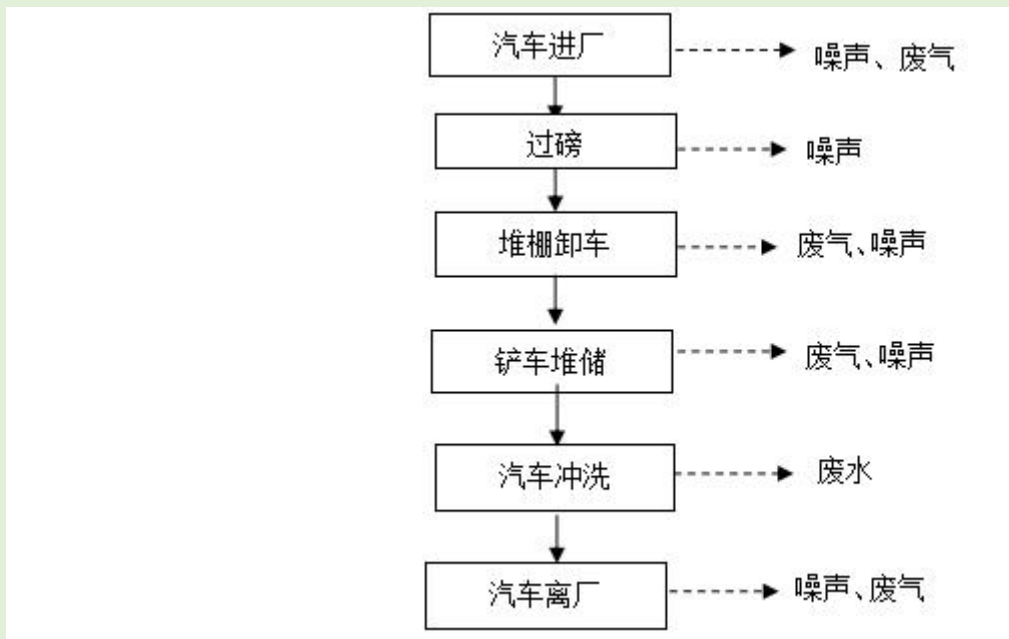 汽车进厂
噪声、废气
过磅
噪声
堆棚卸车
废气、噪声
铲车堆储
废气、噪声
汽车冲洗
废水
汽车离厂
噪声、废气